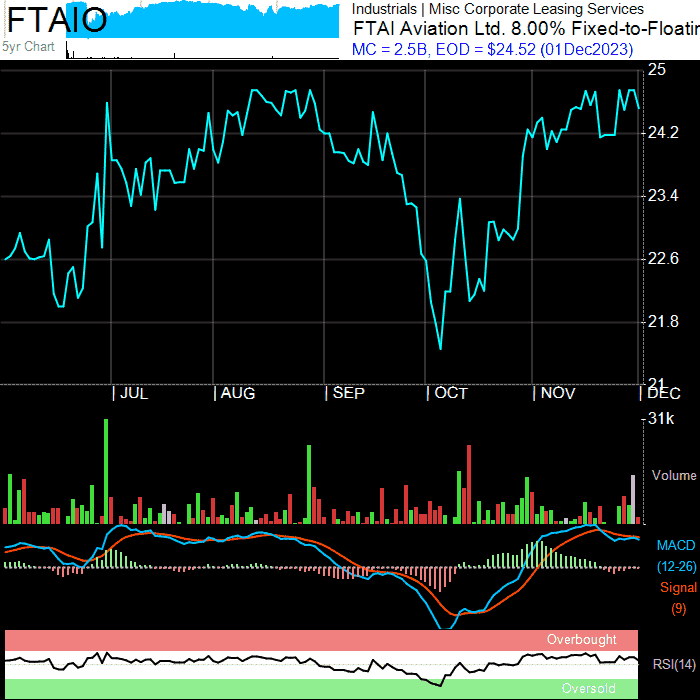 FTAIO
5yr Chart
Industrials | Misc Corporate Leasing Services
FTAI Aviation Ltd. 8.00% Fixed-to-Floatin
MC = 2.5B, EOD = $24.52 (01Dec2023)
25
24.2
23.4
22.6
21.8
21
| JUL | AUG | SEP | OCT | NOV | DEC
31k
Volume
MACD
(12-26)
Signal
(9)
Overbought
RSI(14)
Oversold